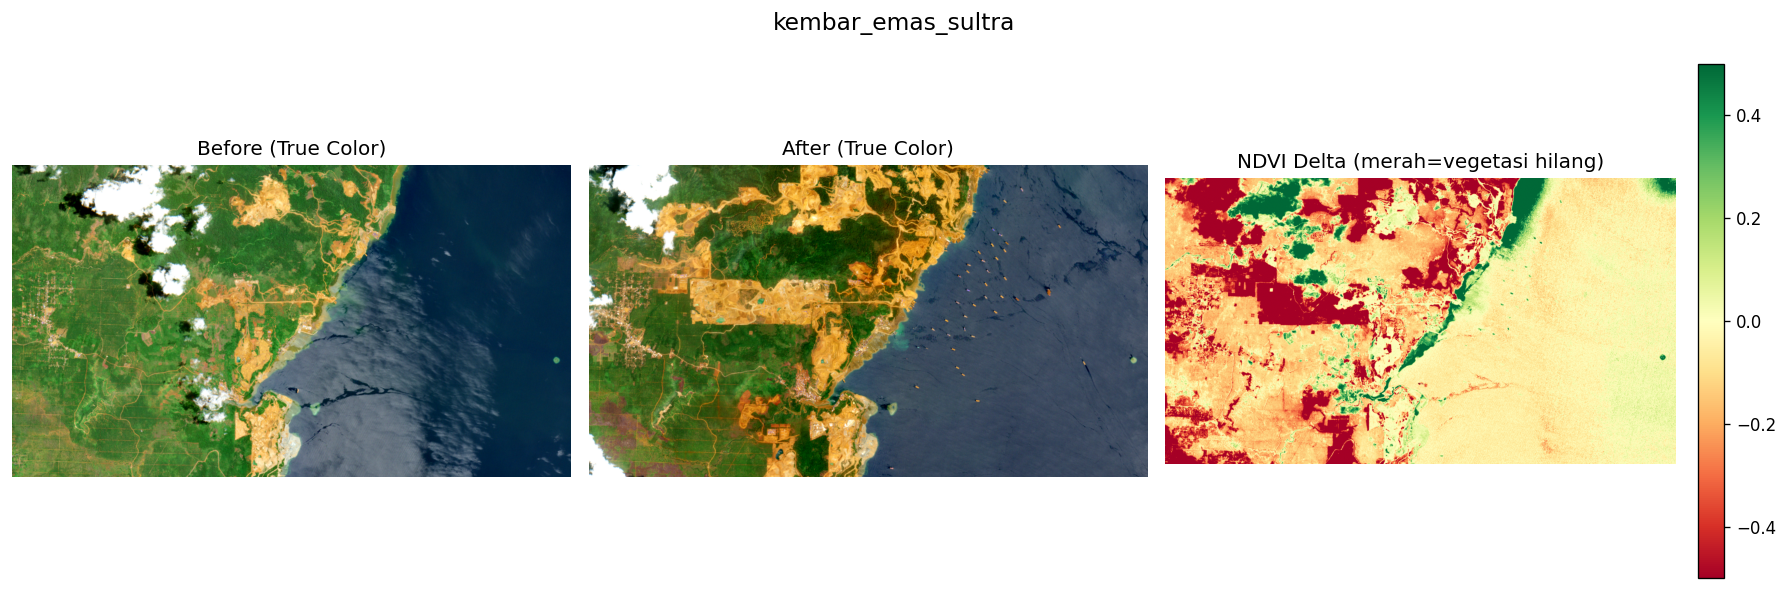 kembar_emas_sultra
Before (True Color)
After (True Color)
NDVI Delta (merah=vegetasi hilang)
0.4
0.2
0.0
−0.2
−0.4